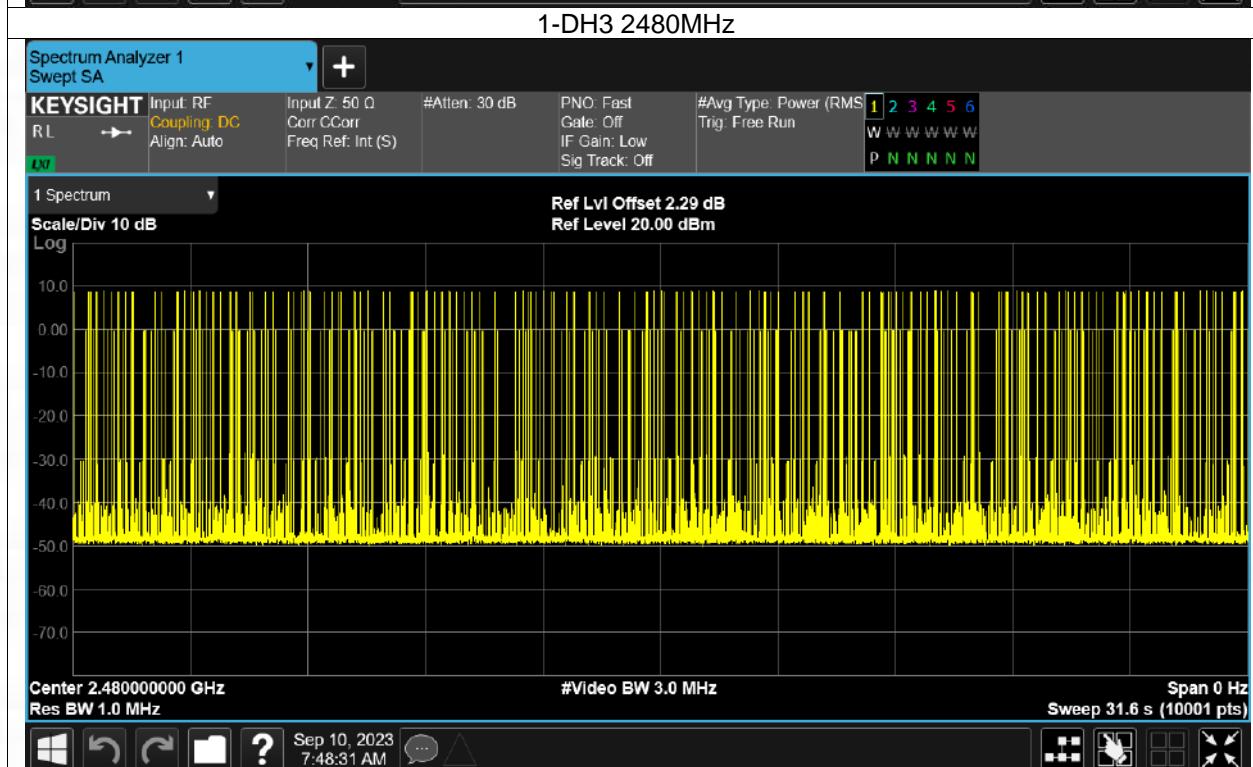 1-DH3 2480MHz
Spectrum Analyzer 1
Swept SA
+
KEYSIGHT
RL
LXI
Input: RF
Coupling: DC
Align: Auto
Input Z: 50 Ω
Corr CCorr
Freq Ref: Int (S)
#Atten: 30 dB
PNO: Fast
Gate: Off
IF Gain: Low
Sig Track: Off
#Avg Type: Power (RMS
Trig: Free Run
1 2 3 4 5 6
W W W W W W
P N N N N N
1 Spectrum
Scale/Div 10 dB
Ref Lvl Offset 2.29 dB
Ref Level 20.00 dBm
Log
10.0
0.00
-10.0
-20.0
-30.0
-40.0
-50.0
-60.0
-70.0
Center 2.480000000 GHz
#Video BW 3.0 MHz
Span 0 Hz
Res BW 1.0 MHz
Sweep 31.6 s (10001 pts)
?
Sep 10, 2023
7:48:31 AM